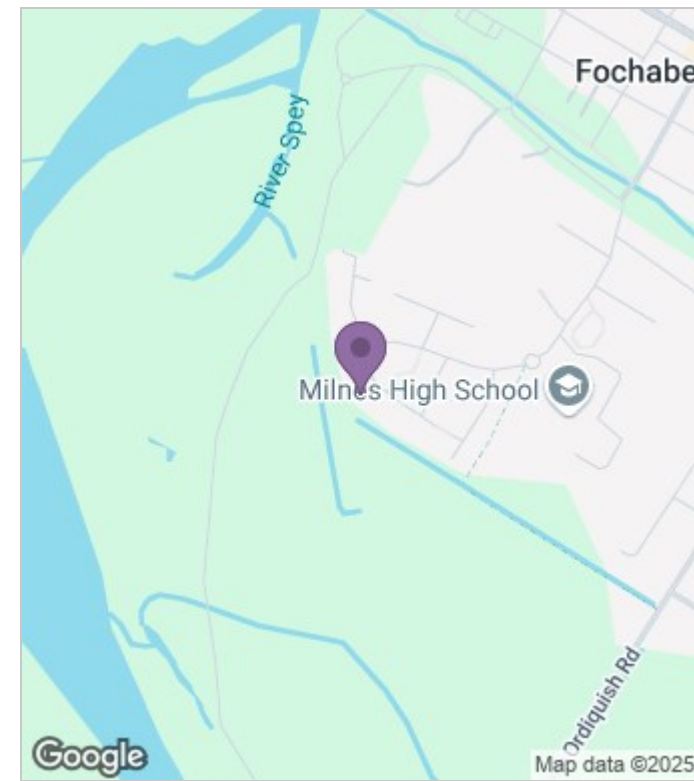 Fochabe
River Spey
Milnes High School
Ordiquish Rd
Google
Map data ©2025